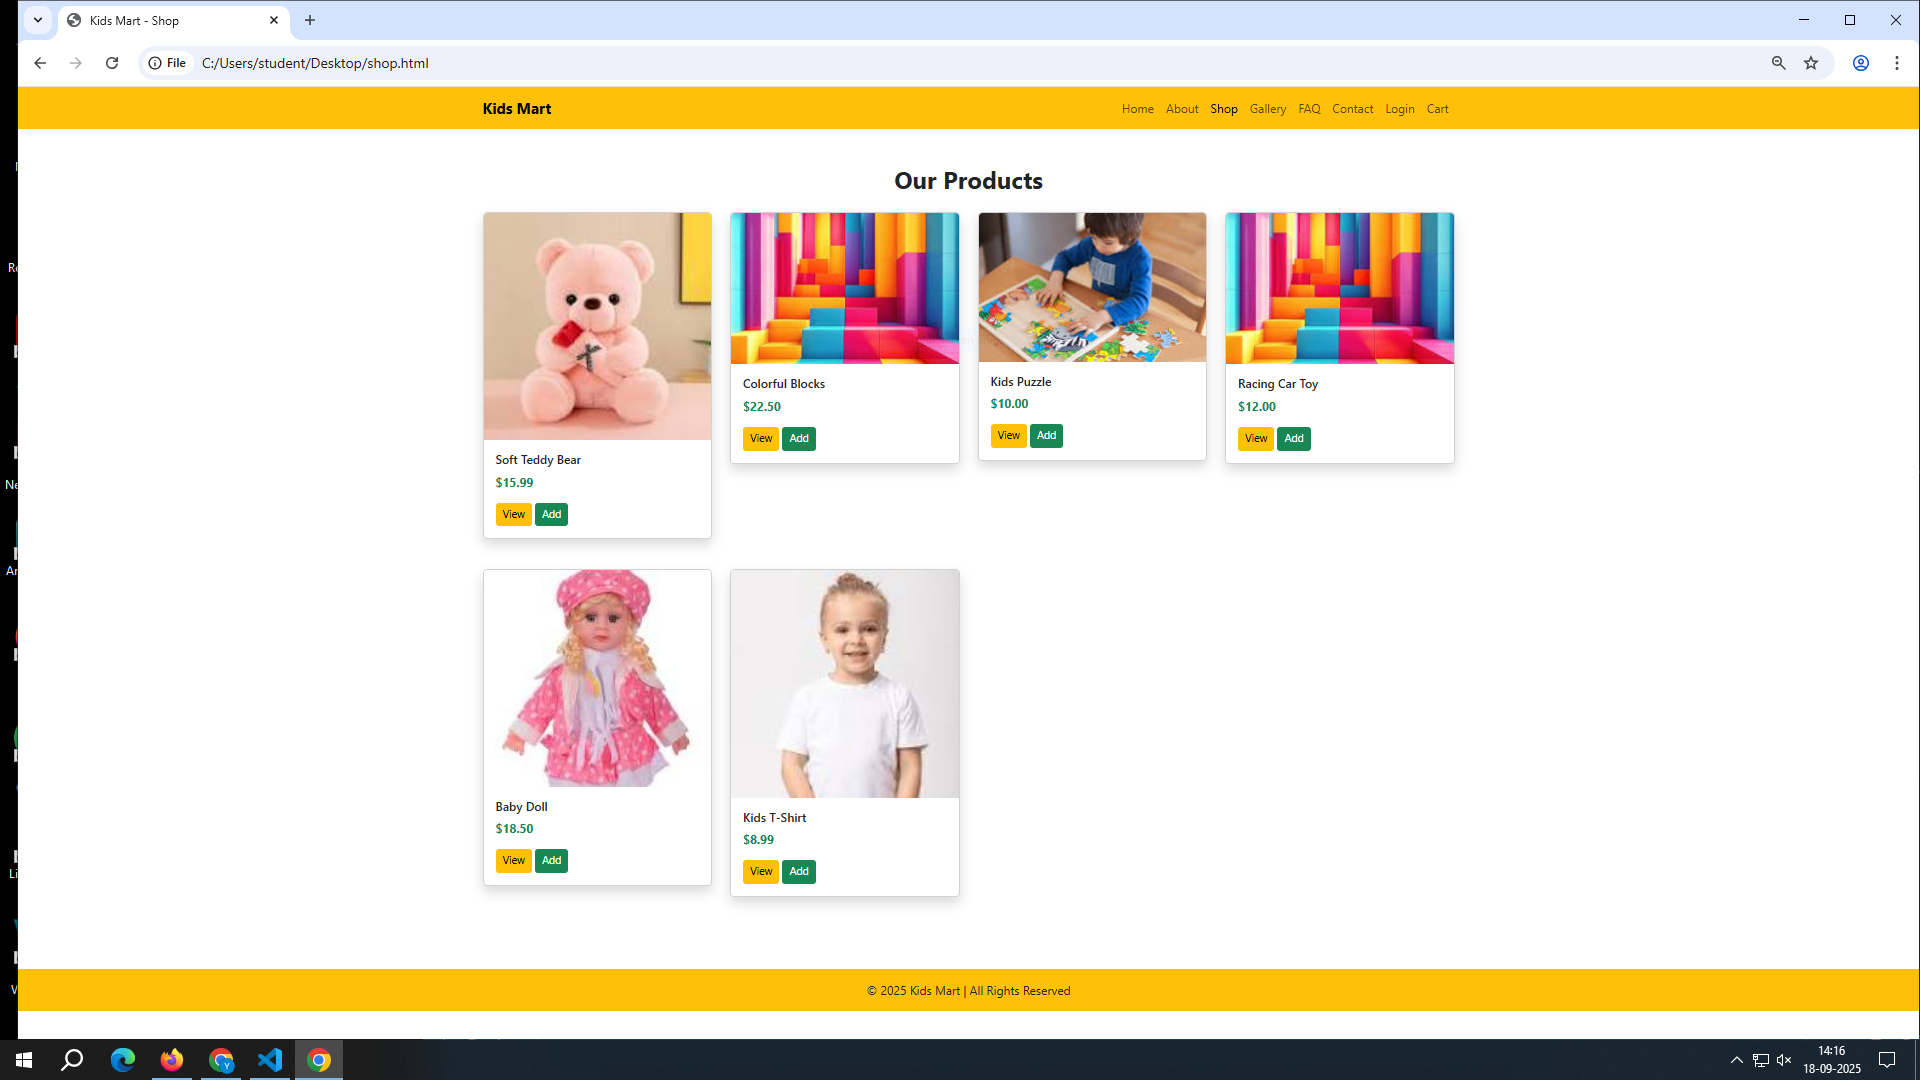 Kids Mart - Shop
File
C:/Users/student/Desktop/shop.html
Kids Mart
Home About Shop Gallery FAQ Contact Login Cart
Our Products
Soft Teddy Bear
$15.99
View Add
Colorful Blocks
$22.50
View Add
Kids Puzzle
$10.00
View Add
Racing Car Toy
$12.00
View Add
Baby Doll
$18.50
View Add
Kids T-Shirt
$8.99
View Add
© 2025 Kids Mart | All Rights Reserved
14:16
18-09-2025